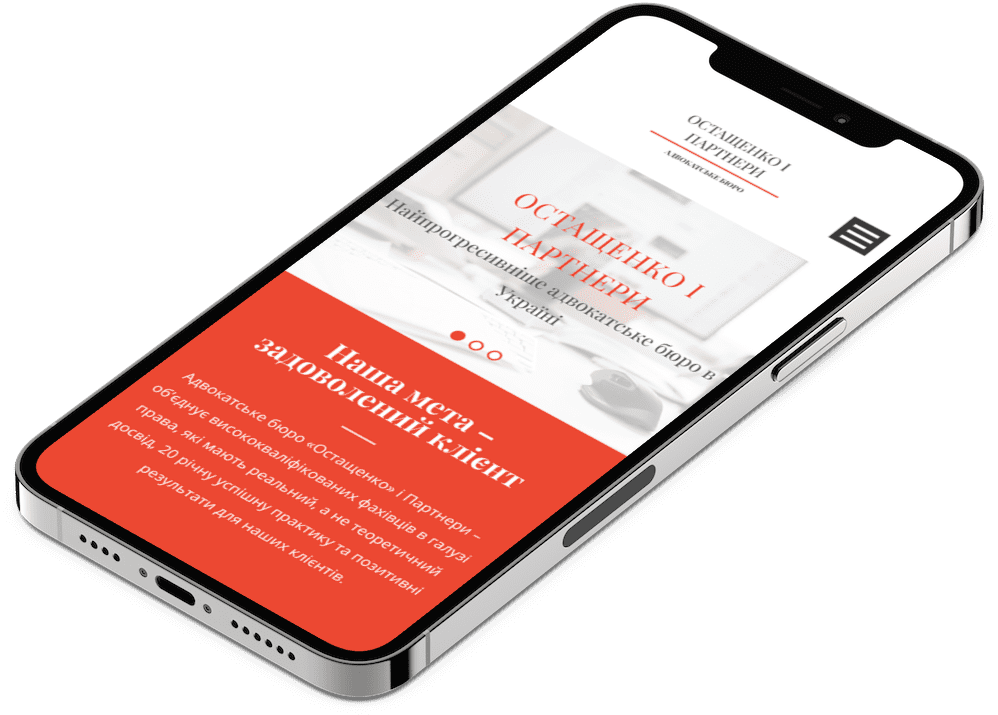 ОСТАЩЕНКО І
ПАРТНЕРИ
АДВОКАТСЬКЕ БЮРО
ОСТАЩЕНКО І
ПАРТНЕРИ
Найпрогресивніше адвокатське бюро в
Україні
Наша мета –
задоволений клієнт
Адвокатське бюро «Остащенко» і Партнери –
об’єднує висококваліфікованих фахівців в галузі
права, які мають реальний, а не теоретичний
досвід, 20 річну успішну практику та позитивні
результати для наших клієнтів.